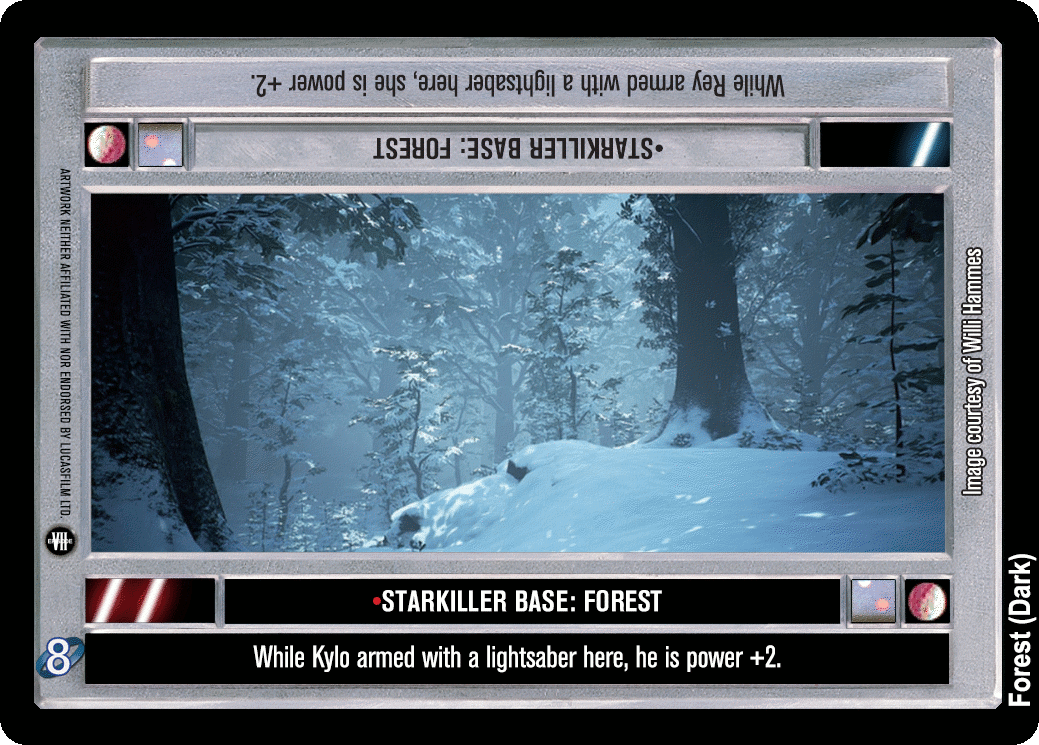 While Rey armed with a lightsaber here, she is power +2.
•STARKILLER BASE: FOREST
ARTWORK NEITHER AFFILIATED WITH NOR ENDORSED BY LUCASFILM LTD.
Image courtesy of Willi Hammes
EPISODE VII
•STARKILLER BASE: FOREST
8
While Kylo armed with a lightsaber here, he is power +2.
Forest (Dark)